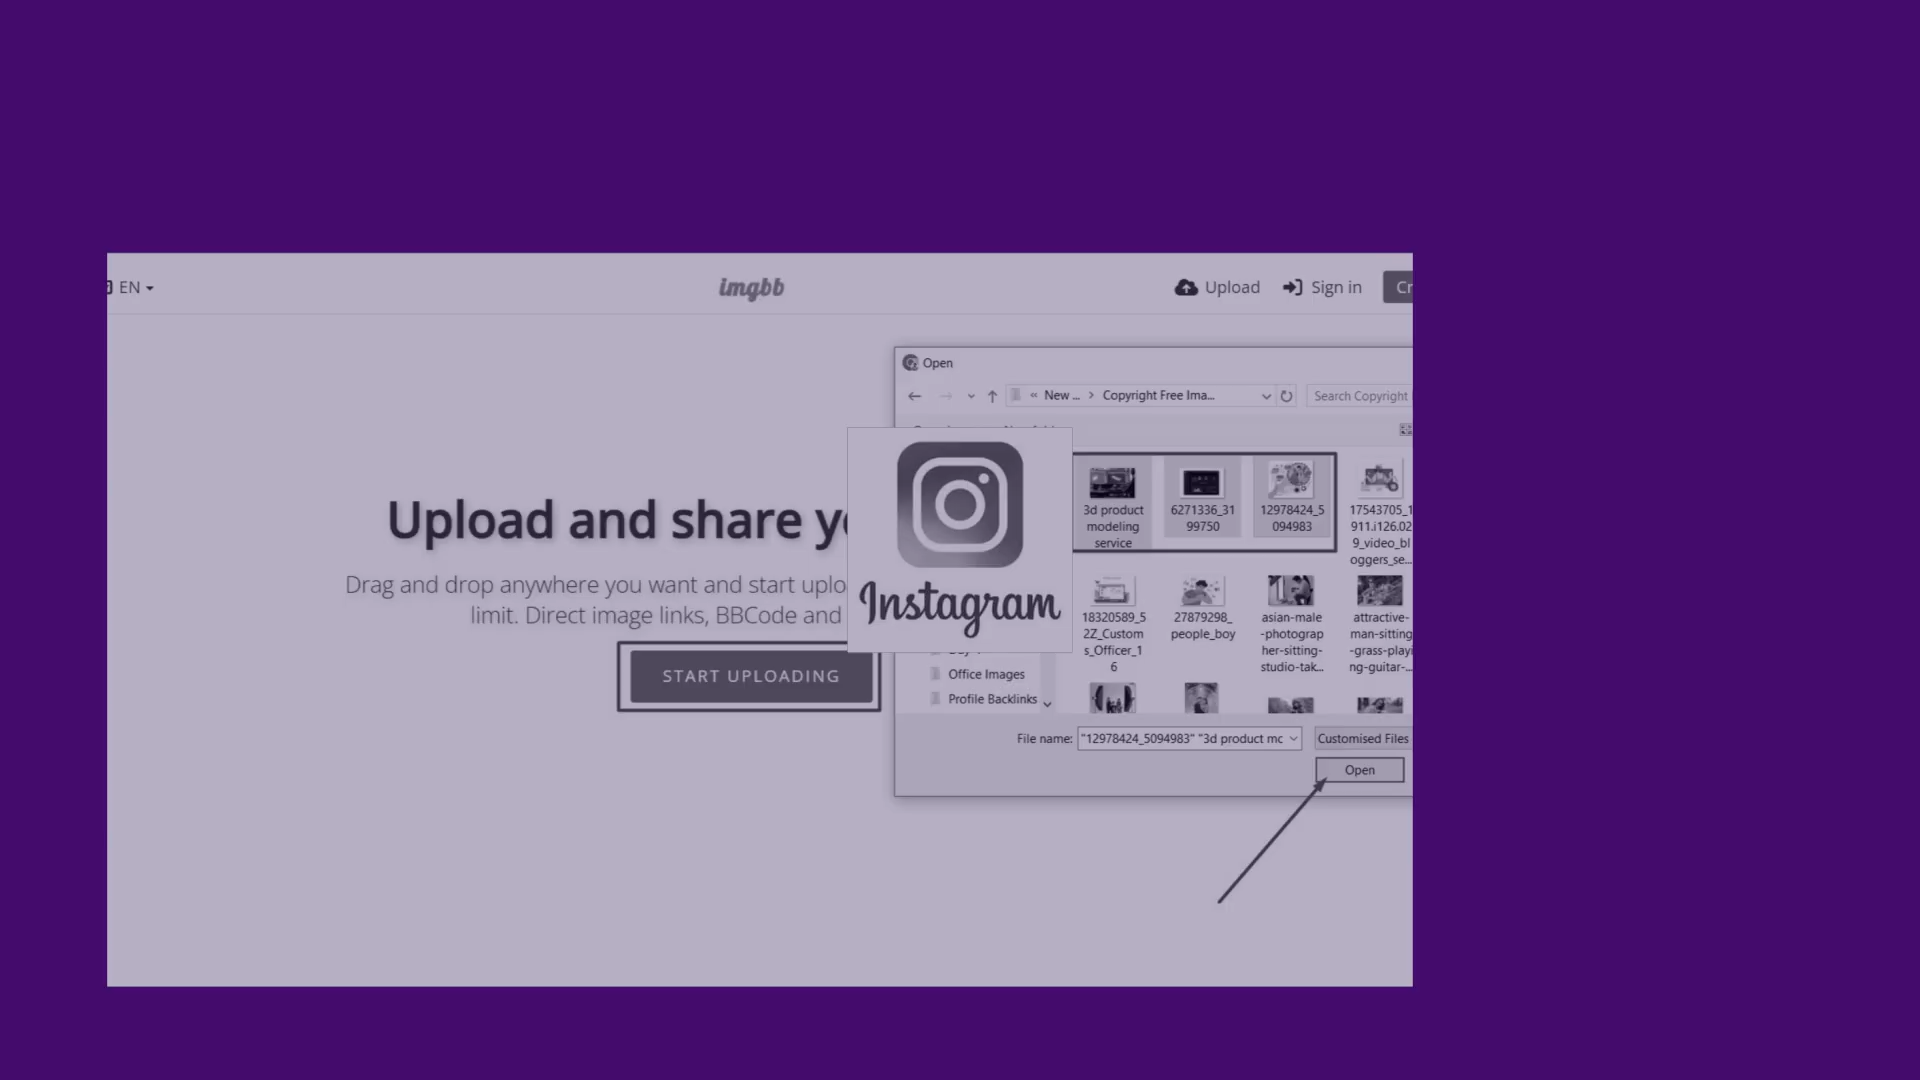 EN
imgbb
Upload
Sign in
Open
New ... > Copyright Free Ima...
Search Copyright
Upload and share
Drag and drop anywhere you want and start
limit. Direct image links, BBCode and
START UPLOADING
Instagram
3d product
modeling
service
6271336_31
99750
12978424_5
094983
17543705_1
911.i126.02
9_video_bl
oggers_se...
18320589_5
2Z_Custom
s_Officer_1
6
27879298_
people_boy
asian-male
-photograp
her-sitting-
studio-tak...
attractive-
man-sitting
-grass-playi
ng-guitar-...
Office Images
Profile Backlinks
File name: "12978424_5094983" "3d product mc
Customised Files
Open